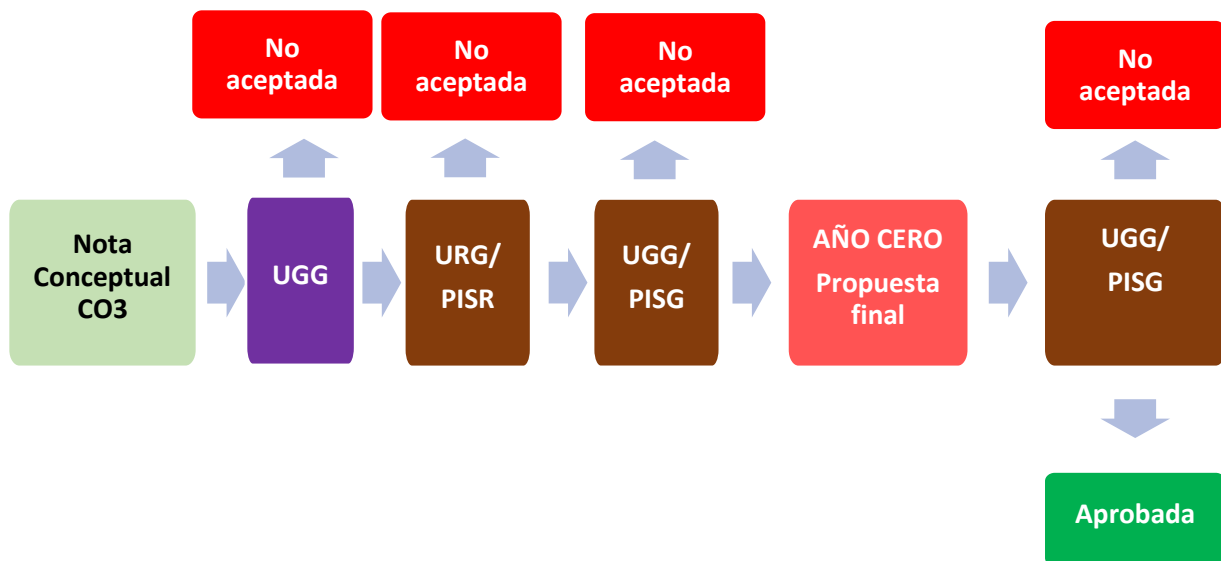 No
aceptada
No
aceptada
No
aceptada
No
aceptada
Nota
Conceptual
CO3
UGG
URG/
PISR
UGG/
PISG
AÑO CERO
Propuesta
final
UGG/
PISG
Aprobada